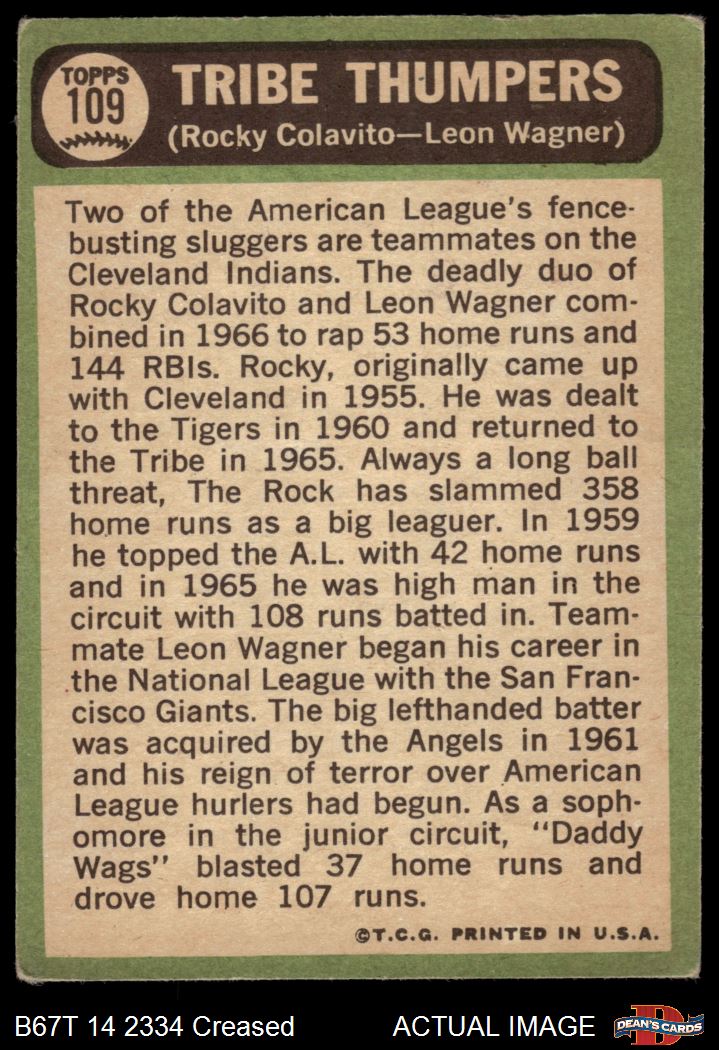 TOPPS
109
TRIBE THUMPERS
(Rocky Colavito—Leon Wagner)
Two of the American League's fence-
busting sluggers are teammates on the
Cleveland Indians. The deadly duo of
Rocky Colavito and Leon Wagner com-
bined in 1966 to rap 53 home runs and
144 RBIs. Rocky, originally came up
with Cleveland in 1955. He was dealt
to the Tigers in 1960 and returned to
the Tribe in 1965. Always a long ball
threat, The Rock has slammed 358
home runs as a big leaguer. In 1959
he topped the A.L. with 42 home runs
and in 1965 he was high man in the
circuit with 108 runs batted in. Team-
mate Leon Wagner began his career in
the National League with the San Fran-
cisco Giants. The big lefthanded batter
was acquired by the Angels in 1961
and his reign of terror over American
League hurlers had begun. As a soph-
omore in the junior circuit, "Daddy
Wags" blasted 37 home runs and
drove home 107 runs.
©T.C.G. PRINTED IN U.S.A.
B67T 14 2334 Creased
ACTUAL IMAGE
D
DEAN'S CARDS